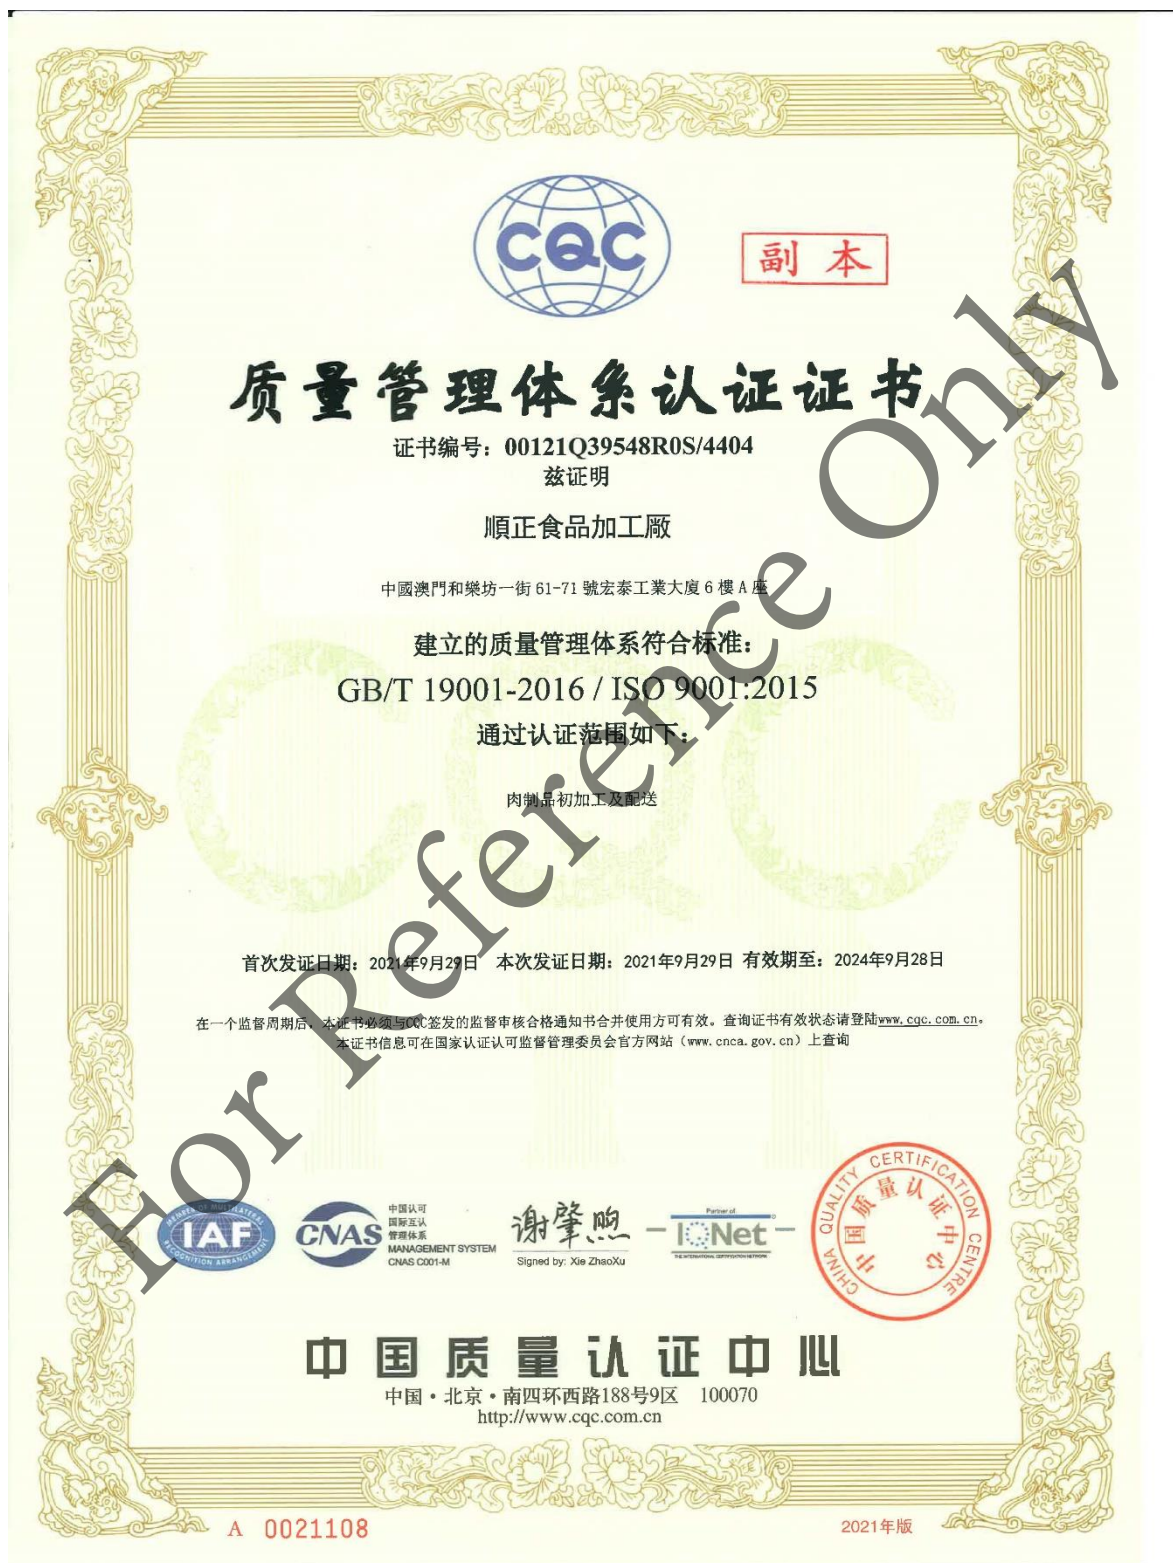 CQC
副 本
质量管理体系认证证书
证书编号：00121Q39548R0S/4404
兹证明
順正食品加工廠
中國澳門和樂坊一街 61-71 號宏泰工業大廈 6 樓 A 座
建立的质量管理体系符合标准：
GB/T 19001-2016 / ISO 9001:2015
通过认证范围如下：
肉制品初加工及配送
首次发证日期：2021年9月29日 本次发证日期：2021年9月29日 有效期至：2024年9月28日
在一个监督周期后，本证书必须与CQC签发的监督审核合格通知书合并使用方可有效。查询证书有效状态请登陆www.cqc.com.cn。
本证书信息可在国家认证认可监督管理委员会官方网站（www.cnca.gov.cn）上查询
For Reference Only
MEMBER OF MULTILATERAL
IAF
RECOGNITION ARRANGEMENT
CNAS
中国认可
国际互认
管理体系
MANAGEMENT SYSTEM
CNAS C001-M
谢肇煦
Signed by: Xie ZhaoXu
Partner of
IQNet
THE INTERNATIONAL CERTIFICATION NETWORK
CHINA QUALITY CERTIFICATION CENTRE
中国质量认证中心
中国质量认证中心
中国·北京·南四环西路188号9区 100070
http://www.cqc.com.cn
A 0021108
2021年版